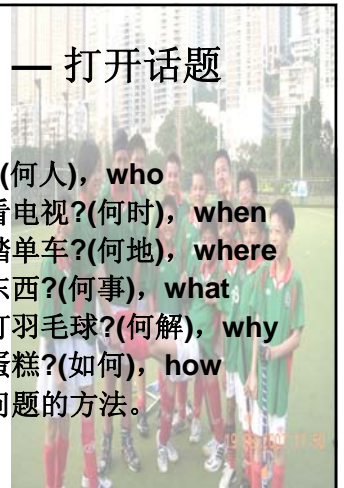 — 打开话题
(何人)，who
看电视?(何时)，when
踏单车?(何地)，where
东西?(何事)，what
打羽毛球?(何解)，why
蛋糕?(如何)，how
问题的方法。